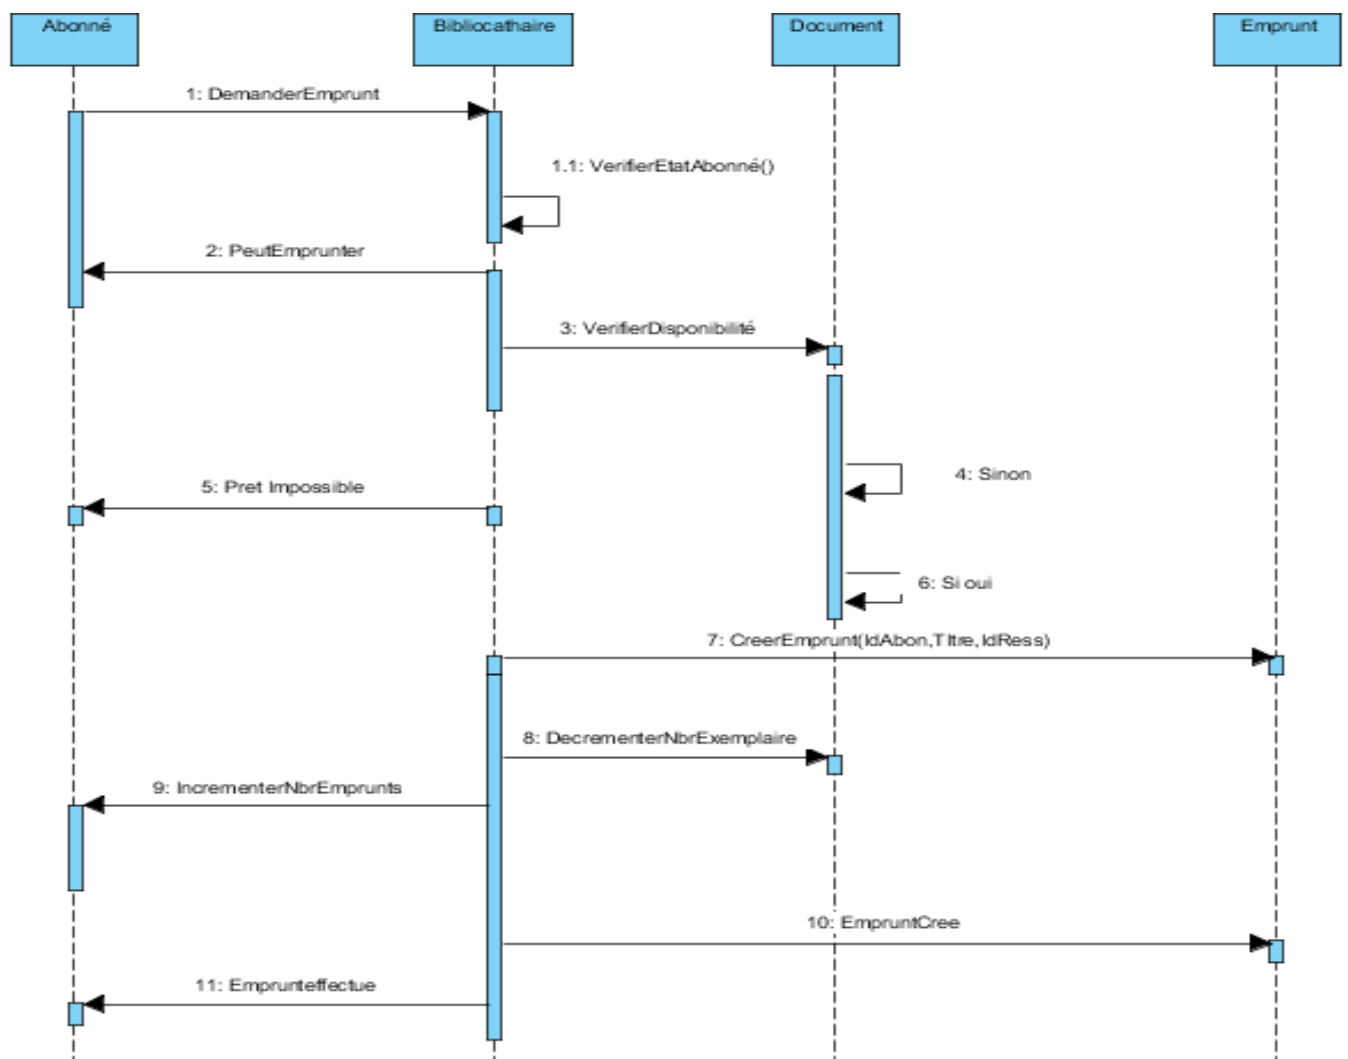 Abonné
Bibliocathaire
Document
Emprunt
1: DemanderEmprunt
1.1: VerifierEtatAbonné()
2: PeutEmprunter
3: VerifierDisponibilité
4: Sinon
5: Pret Impossible
6: Si oui
7: CreerEmprunt(IdAbon,TItre,IdRess)
8: DecrementerNbrExemplaire
9: IncrementerNbrEmprunts
10: EmpruntCree
11: Emprunteffectue